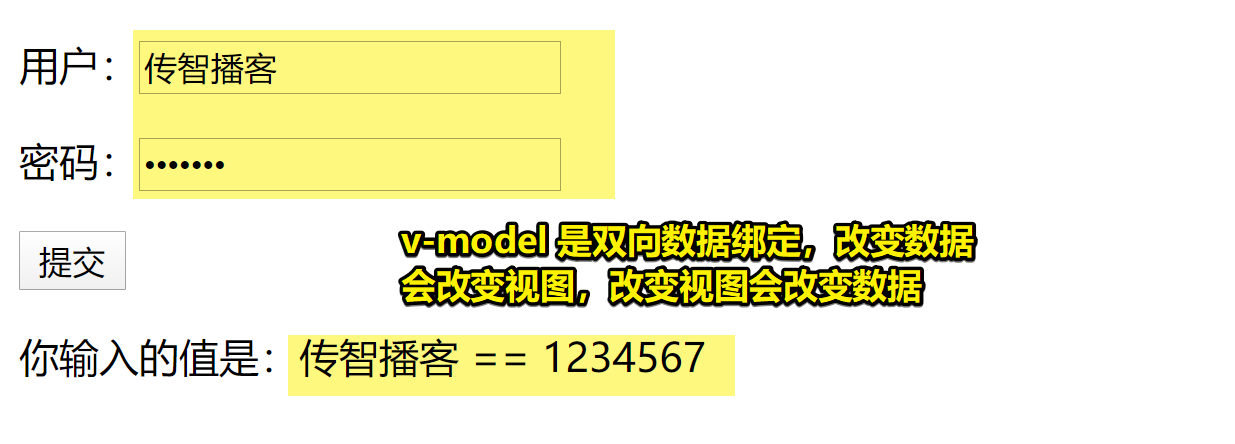 用户：传智播客
密码：•••••••
提交
v-model 是双向数据绑定，改变数据
会改变视图，改变视图会改变数据
你输入的值是：传智播客 == 1234567